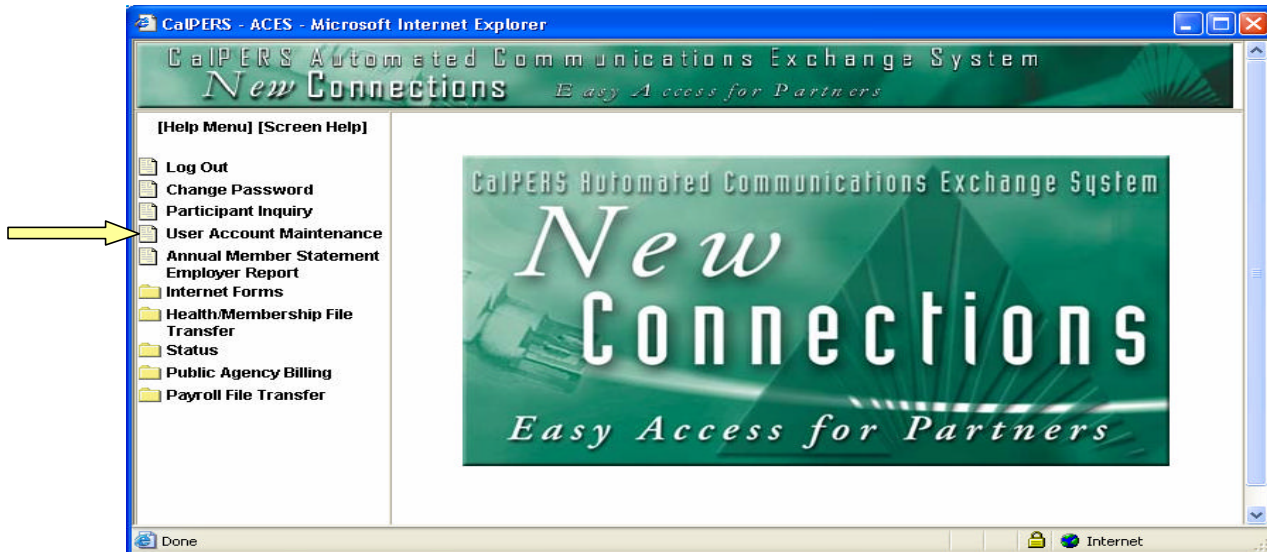 CalPERS - ACES - Microsoft Internet Explorer
CalPERS Automated Communications Exchange System
New Connections Easy Access for Partners
[Help Menu] [Screen Help]
Log Out
Change Password
Participant Inquiry
User Account Maintenance
Annual Member Statement
Employer Report
Internet Forms
Health/Membership File
Transfer
Status
Public Agency Billing
Payroll File Transfer
CalPERS Automated Communications Exchange System
New
Connections
Easy Access for Partners
Done
Internet